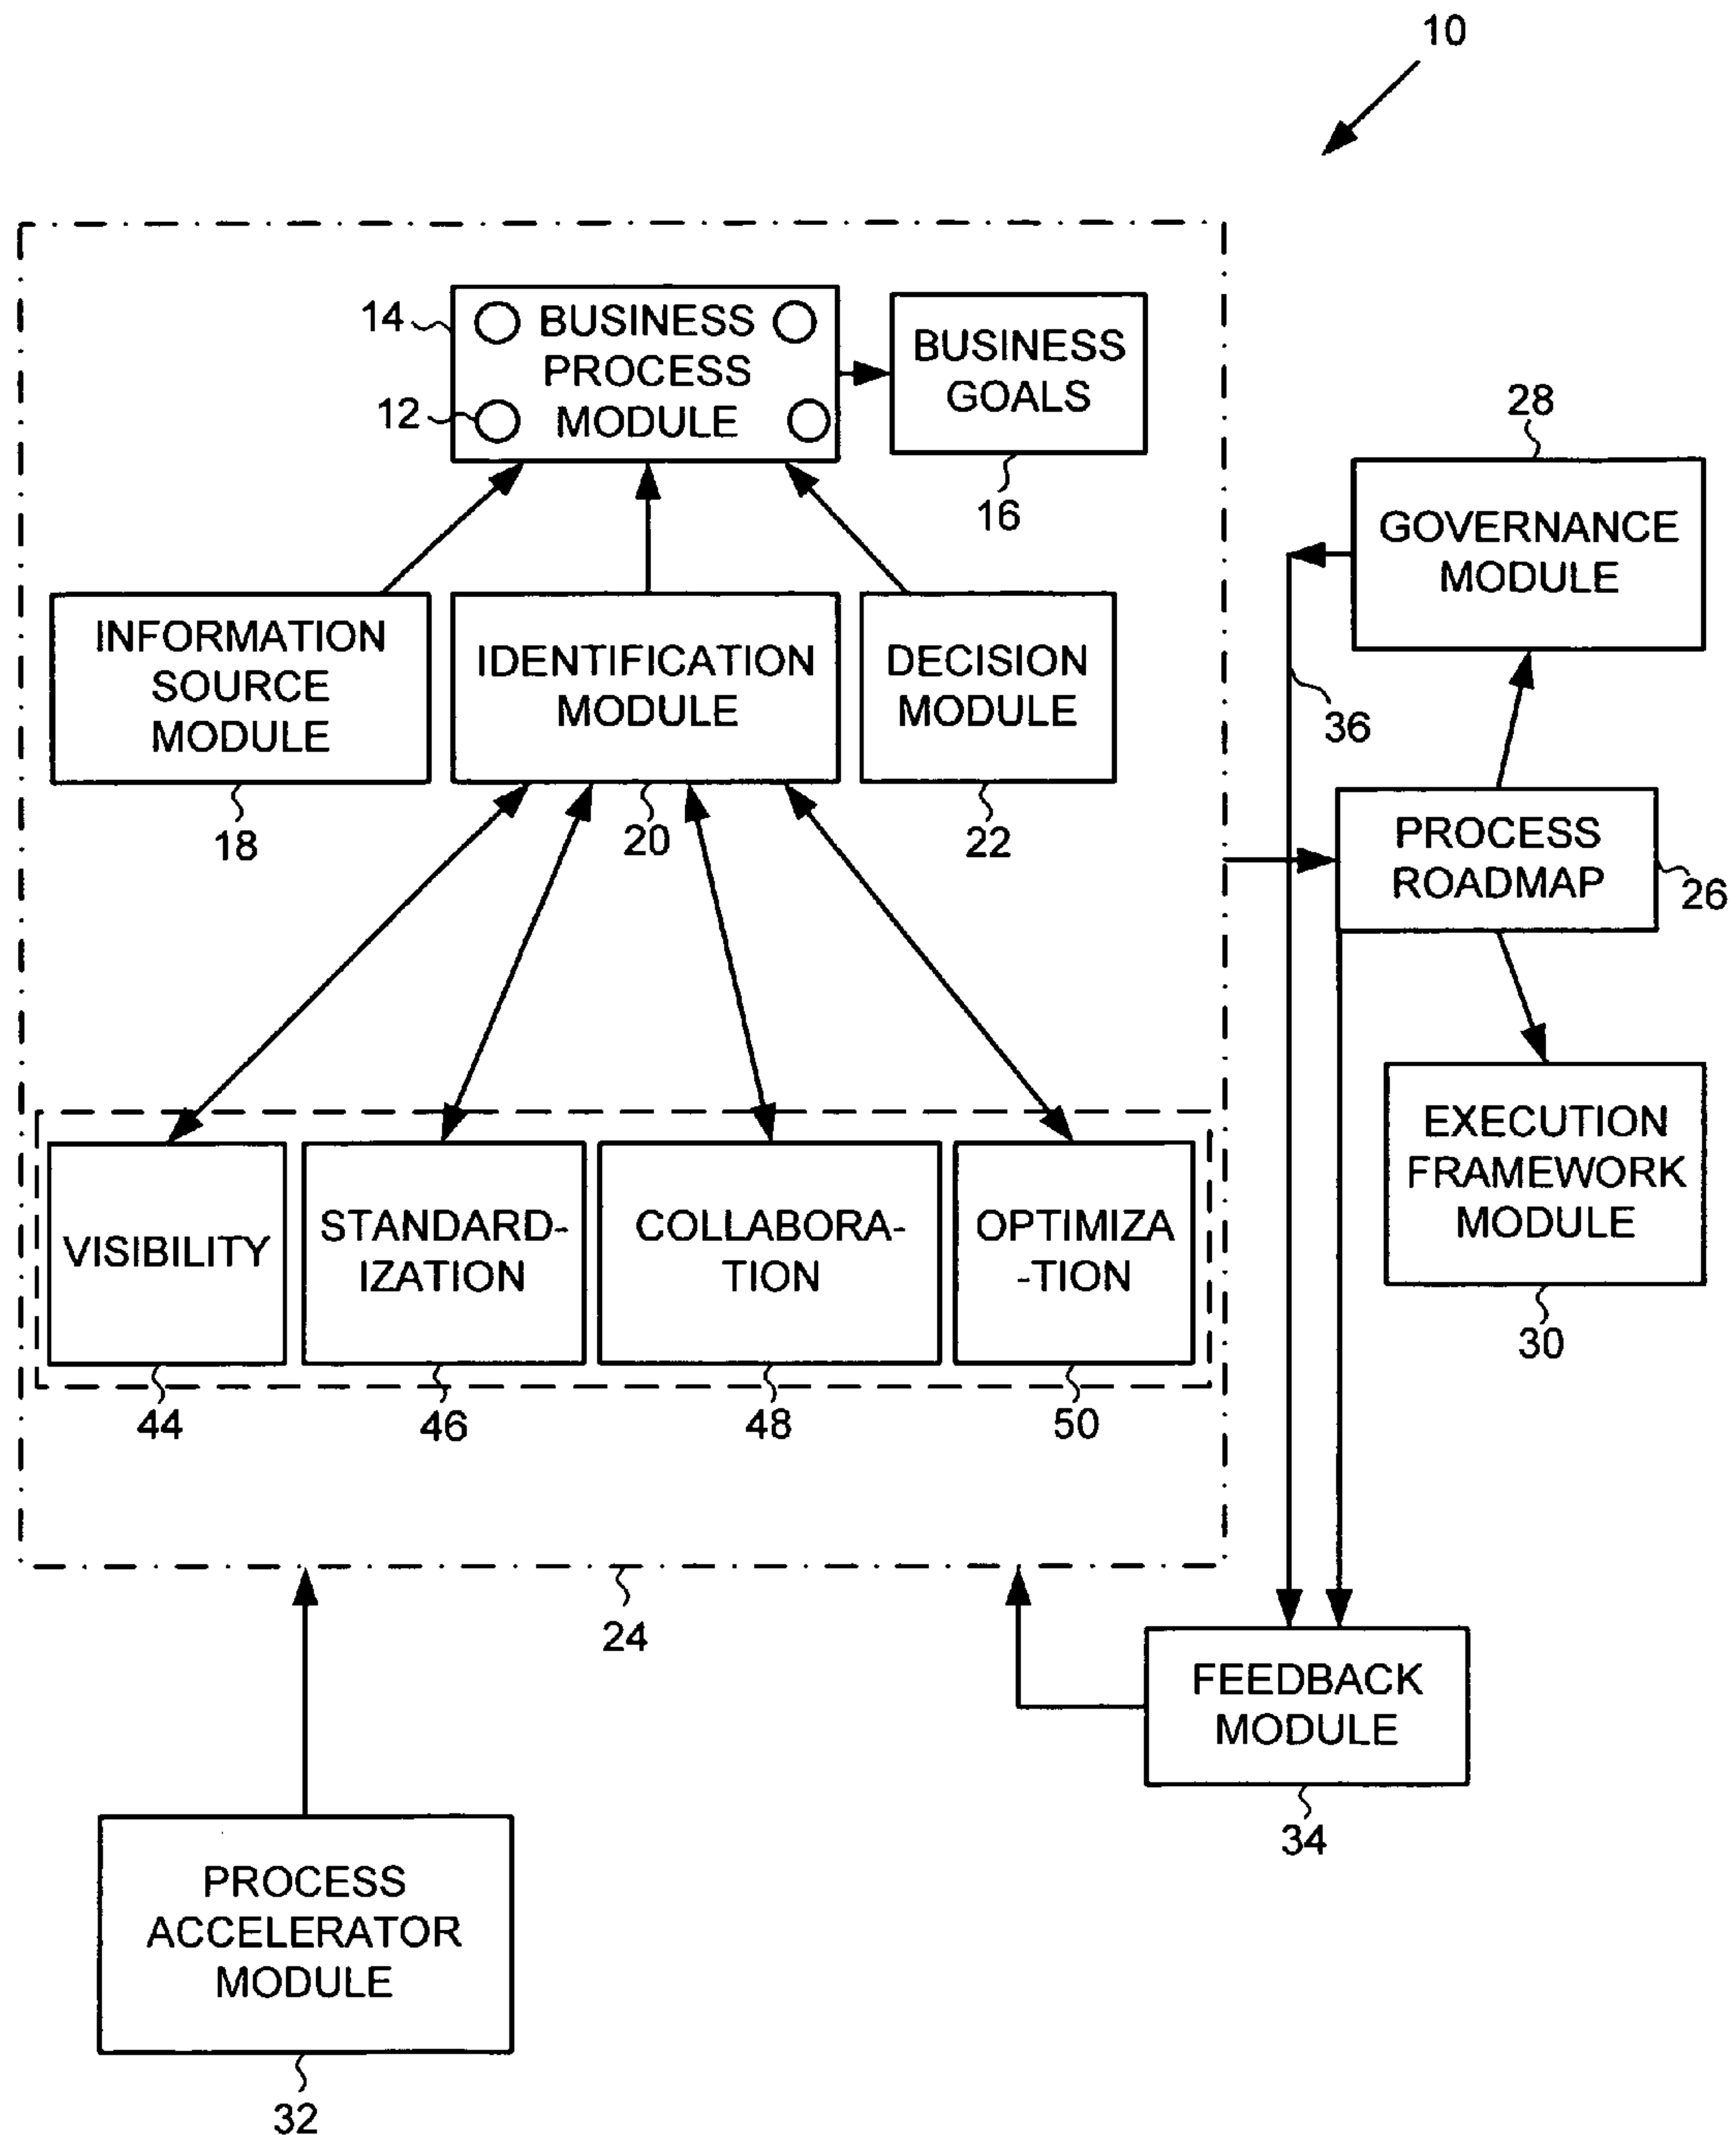 10
14
12
BUSINESS
PROCESS
MODULE
BUSINESS
GOALS
16
28
GOVERNANCE
MODULE
36
INFORMATION
SOURCE
MODULE
18
IDENTIFICATION
MODULE
20
DECISION
MODULE
22
PROCESS
ROADMAP
26
EXECUTION
FRAMEWORK
MODULE
30
VISIBILITY
44
STANDARD-
IZATION
46
COLLABORA-
TION
48
OPTIMIZA
-TION
50
24
FEEDBACK
MODULE
34
PROCESS
ACCELERATOR
MODULE
32